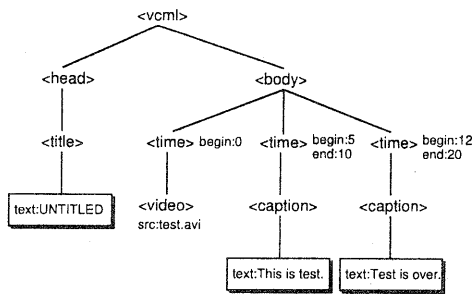 <vcml>
<head> <body>
<title> <time> begin:0 <time> begin:5 end:10 <time> begin:12 end:20
text:UNTITLED <video> src:test.avi <caption> <caption>
text:This is test. text:Test is over.